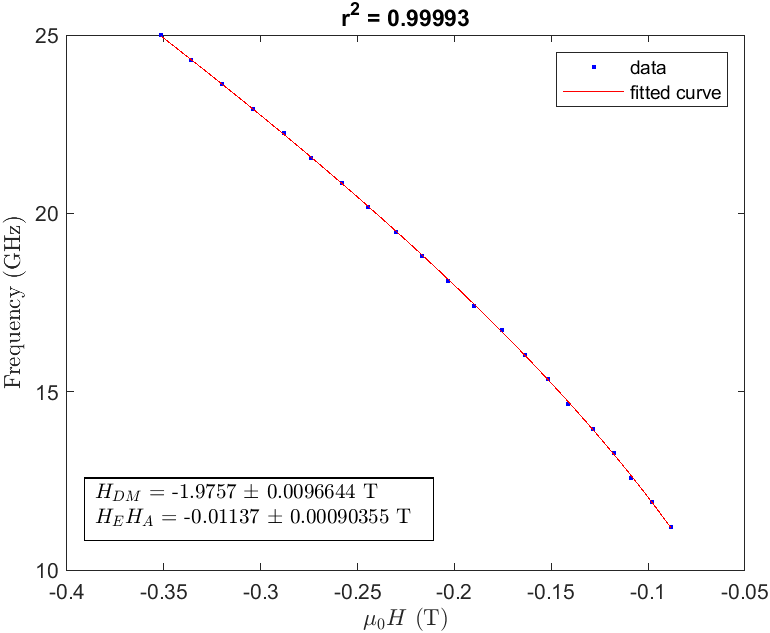 r² = 0.99993
25
20
15
10
Frequency (GHz)
data
fitted curve
H_DM = -1.9757 ± 0.0096644 T
H_EH_A = -0.01137 ± 0.00090355 T
-0.4 -0.35 -0.3 -0.25 -0.2 -0.15 -0.1 -0.05
μ₀H (T)